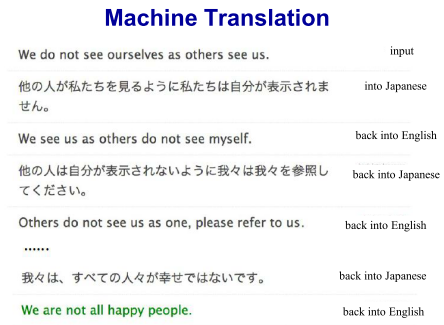 Machine Translation
We do not see ourselves as others see us.
input
他の人が私たちを見るように私たちは自分が表示されま
せん。
into Japanese
We see us as others do not see myself.
back into English
他の人は自分が表示されないように我々は我々を参照し
てください。
back into Japanese
Others do not see us as one, please refer to us.
back into English
......
我々は、すべての人々が幸せではないです。
back into Japanese
We are not all happy people.
back into English